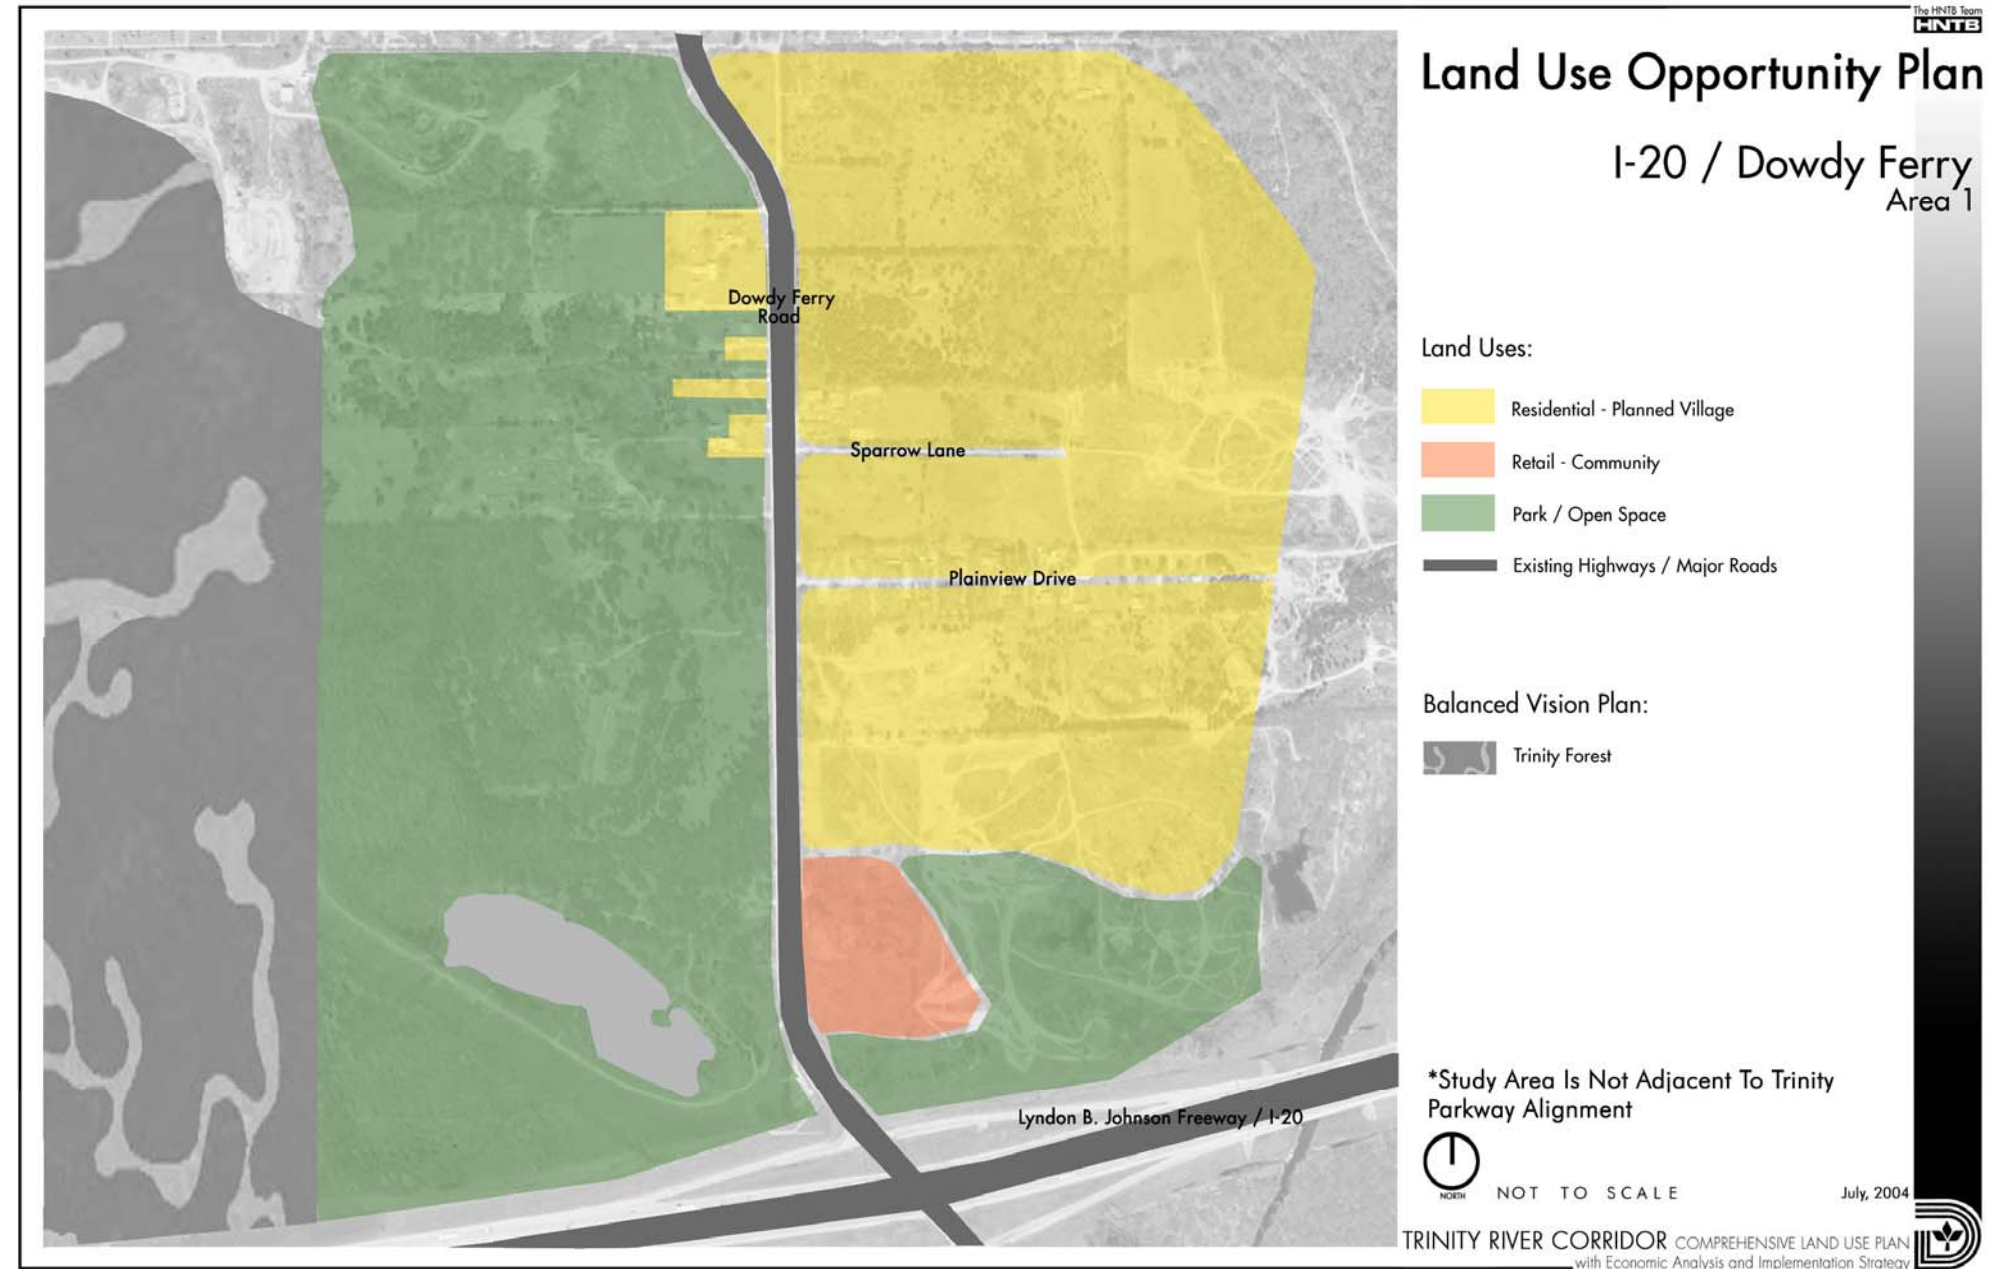 The HNTB Team
HNTB
Land Use Opportunity Plan
I-20 / Dowdy Ferry
Area 1
Dowdy Ferry
Road
Sparrow Lane
Plainview Drive
Lyndon B. Johnson Freeway / I-20
Land Uses:
Residential - Planned Village
Retail - Community
Park / Open Space
Existing Highways / Major Roads
Balanced Vision Plan:
Trinity Forest
*Study Area Is Not Adjacent To Trinity
Parkway Alignment
NORTH
NOT TO SCALE
July, 2004
TRINITY RIVER CORRIDOR COMPREHENSIVE LAND USE PLAN
with Economic Analysis and Implementation Strategy